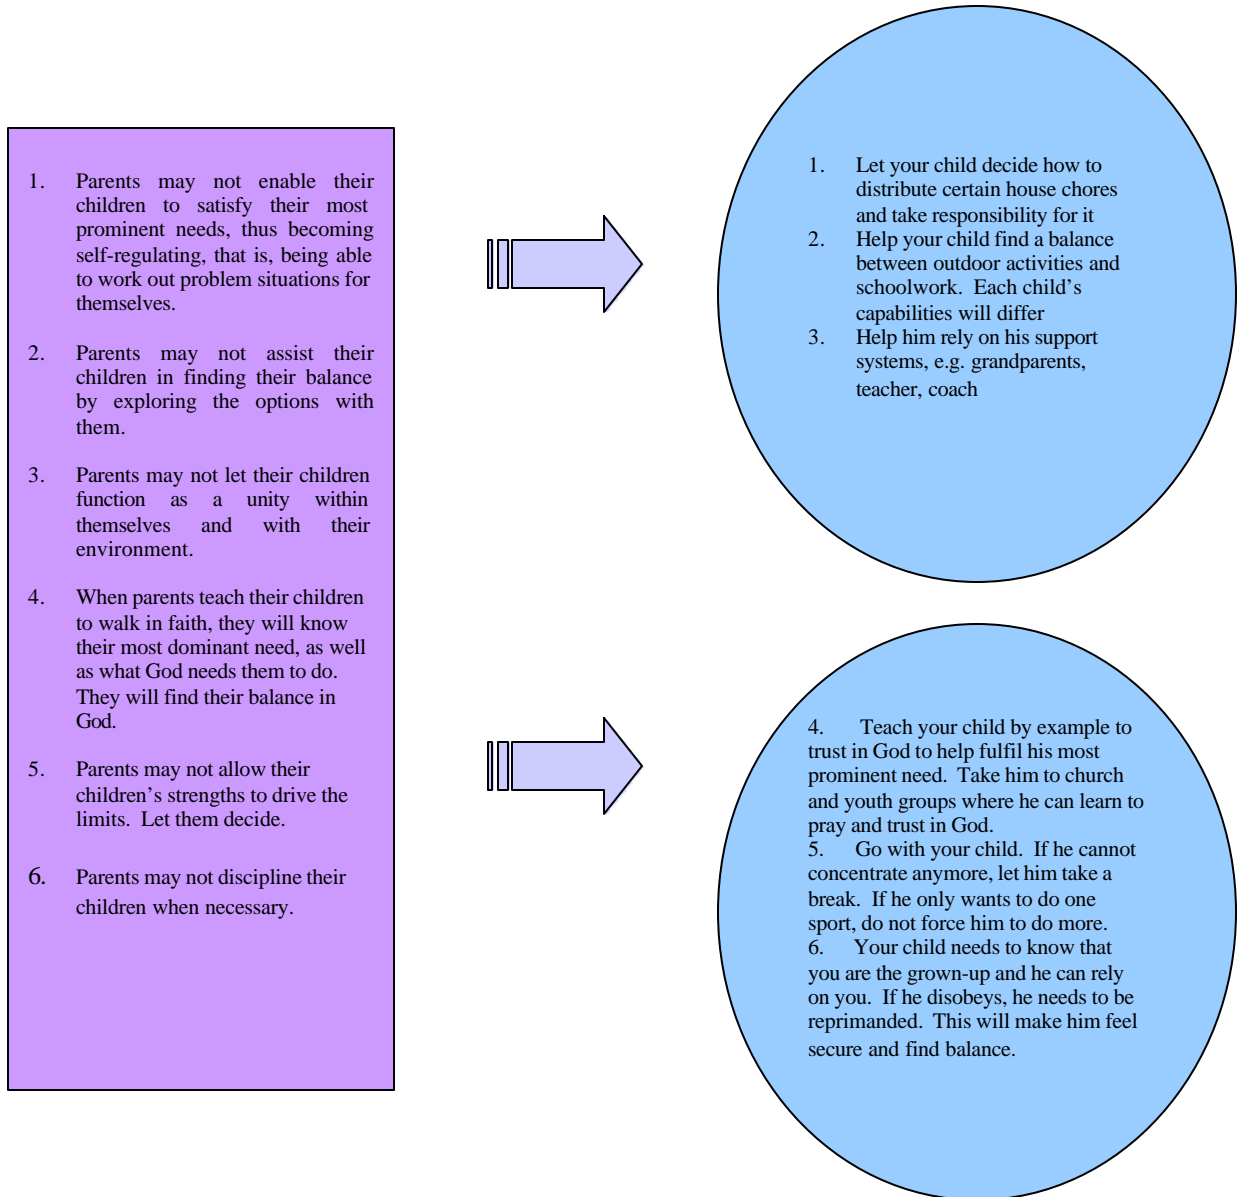 1. Parents may not enable their
children to satisfy their most
prominent needs, thus becoming
self-regulating, that is, being able
to work out problem situations for
themselves.
2. Parents may not assist their
children in finding their balance
by exploring the options with
them.
3. Parents may not let their children
function as a unity within
themselves and with their
environment.
4. When parents teach their children
to walk in faith, they will know
their most dominant need, as well
as what God needs them to do.
They will find their balance in
God.
5. Parents may not allow their
children’s strengths to drive the
limits. Let them decide.
6. Parents may not discipline their
children when necessary.
1. Let your child decide how to
distribute certain house chores
and take responsibility for it
2. Help your child find a balance
between outdoor activities and
schoolwork. Each child’s
capabilities will differ
3. Help him rely on his support
systems, e.g. grandparents,
teacher, coach
4. Teach your child by example to
trust in God to help fulfil his most
prominent need. Take him to church
and youth groups where he can learn to
pray and trust in God.
5. Go with your child. If he cannot
concentrate anymore, let him take a
break. If he only wants to do one
sport, do not force him to do more.
6. Your child needs to know that
you are the grown-up and he can rely
on you. If he disobeys, he needs to be
reprimanded. This will make him feel
secure and find balance.